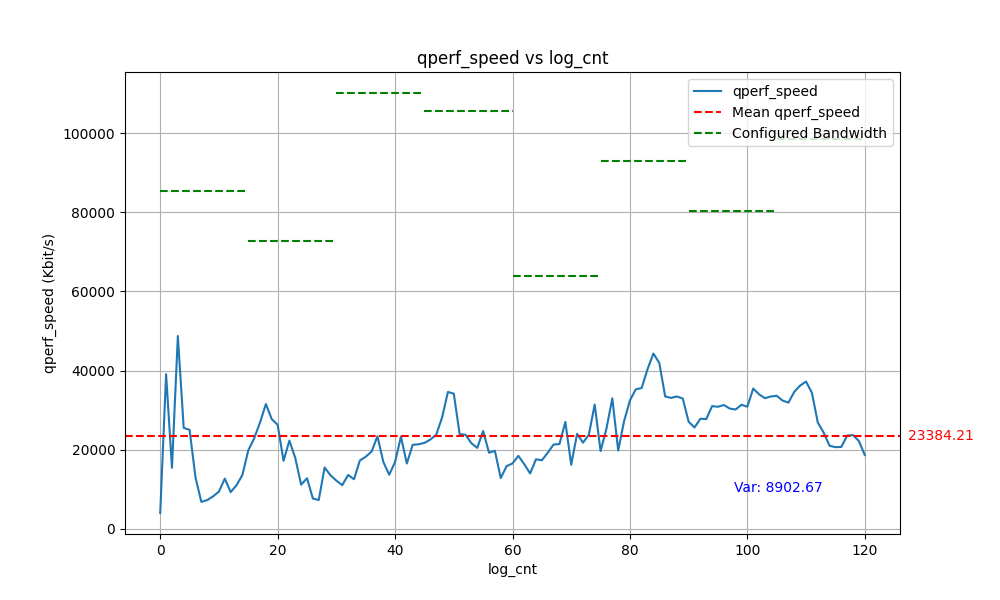 qperf_speed vs log_cnt
qperf_speed
Mean qperf_speed
Configured Bandwidth
qperf_speed (Kbit/s)
100000
80000
60000
40000
20000
0
23384.21
Var: 8902.67
0 20 40 60 80 100 120
log_cnt